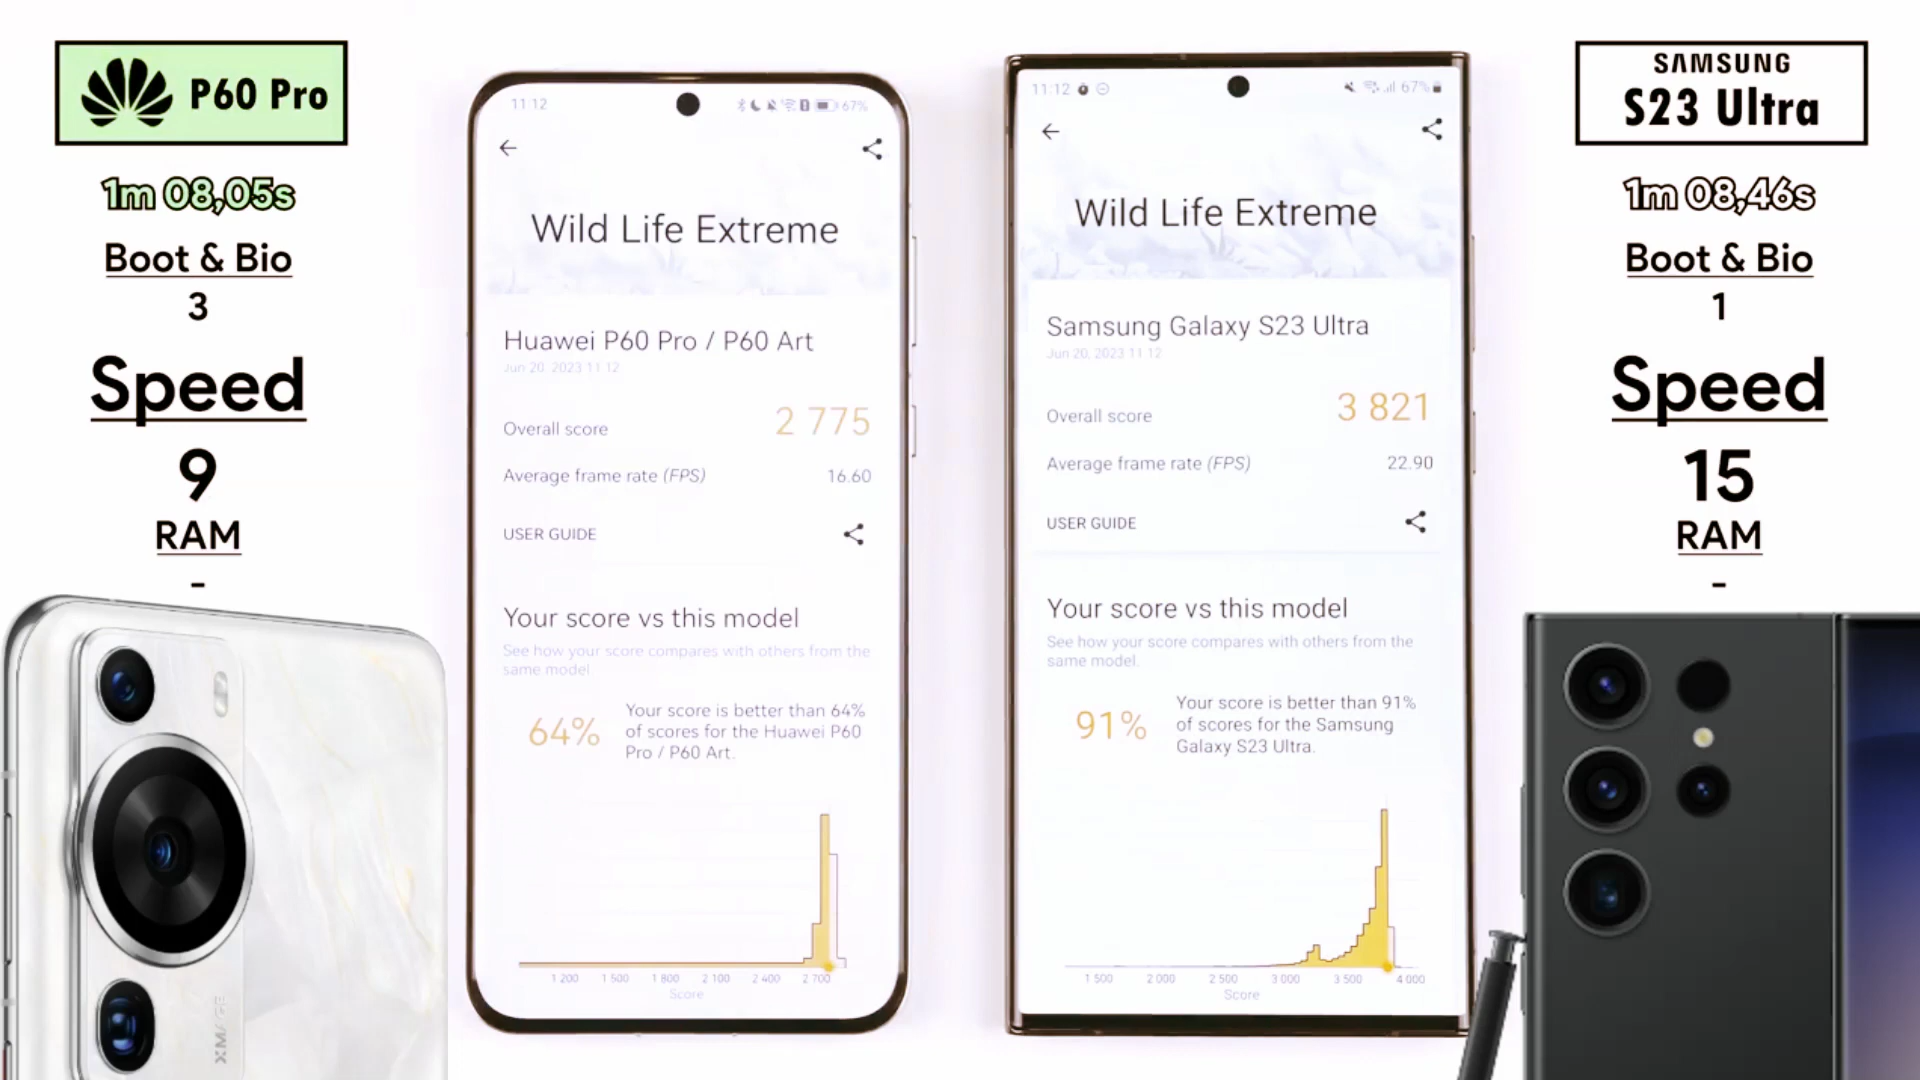 P60 Pro
1m 08,05s
Boot & Bio
3
Speed
9
RAM
-
XMAGE
11:12
67%
Wild Life Extreme
Huawei P60 Pro / P60 Art
Jun 20, 2023 11:12
Overall score
2 775
Average frame rate (FPS)
16.60
USER GUIDE
Your score vs this model
See how your score compares with others from the
same model.
64%
Your score is better than 64%
of scores for the Huawei P60
Pro / P60 Art.
1 200 1 500 1 800 2 100 2 400 2 700
Score
11:12
67%
Wild Life Extreme
Samsung Galaxy S23 Ultra
Jun 20, 2023 11:12
Overall score
3 821
Average frame rate (FPS)
22.90
USER GUIDE
Your score vs this model
See how your score compares with others from the
same model.
91%
Your score is better than 91%
of scores for the Samsung
Galaxy S23 Ultra.
1 500 2 000 2 500 3 000 3 500 4 000
Score
SAMSUNG
S23 Ultra
1m 08,46s
Boot & Bio
1
Speed
15
RAM
-